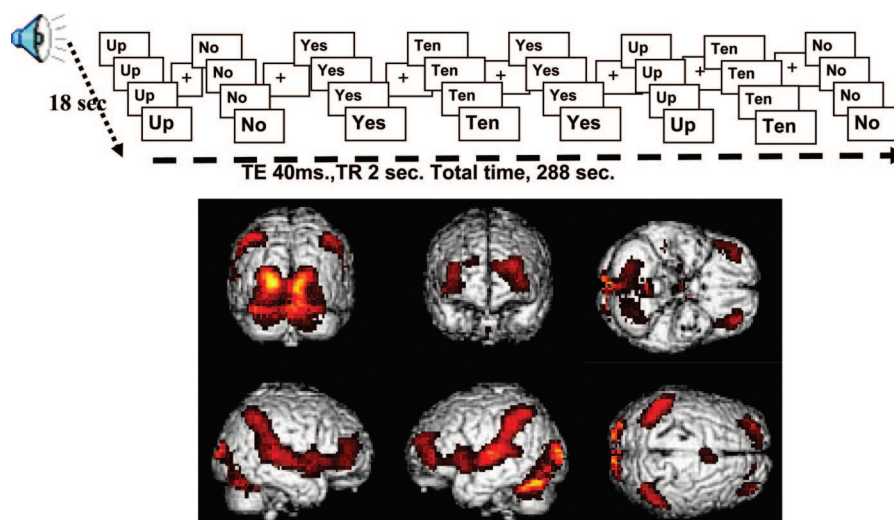 Up No Yes Ten Yes Up Ten No
Up + No + Yes + Ten + Yes + Up + Ten + No
Up No Yes Ten Yes Up Ten No
18 sec
Up No Yes Ten Yes Up Ten No
TE 40ms.,TR 2 sec. Total time, 288 sec.